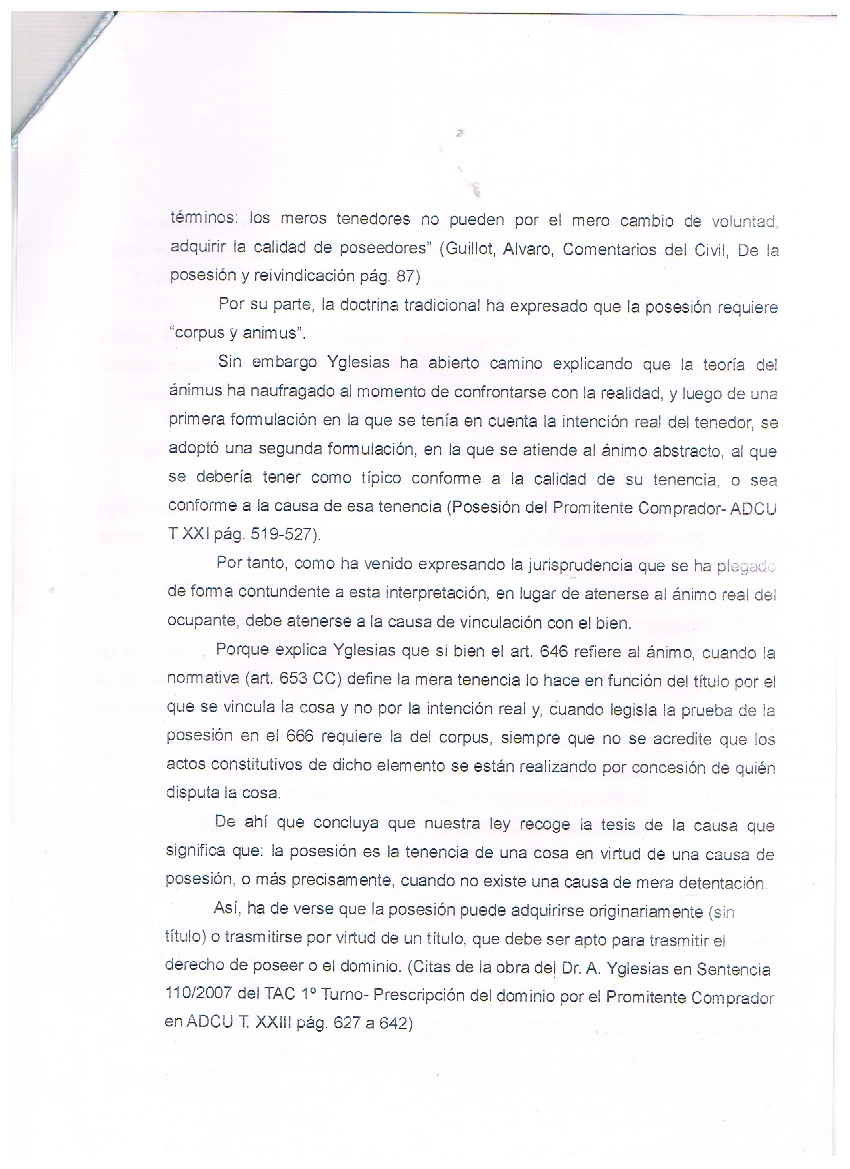 términos: los meros tenedores no pueden por el mero cambio de voluntad,
adquirir la calidad de poseedores” (Guillot, Alvaro, Comentarios del Civil, De la
posesión y reivindicación pág. 87)
Por su parte, la doctrina tradicional ha expresado que la posesión requiere
“corpus y animus”.
Sin embargo Yglesias ha abierto camino explicando que la teoría del
ánimus ha naufragado al momento de confrontarse con la realidad, y luego de una
primera formulación en la que se tenía en cuenta la intención real del tenedor, se
adoptó una segunda formulación, en la que se atiende al ánimo abstracto, al que
se debería tener como típico conforme a la calidad de su tenencia, o sea
conforme a la causa de esa tenencia (Posesión del Promitente Comprador- ADCU
T XXI pág. 519-527).
Por tanto, como ha venido expresando la jurisprudencia que se ha plegado
de forma contundente a esta interpretación, en lugar de atenerse al ánimo real del
ocupante, debe atenerse a la causa de vinculación con el bien.
Porque explica Yglesias que si bien el art. 646 refiere al ánimo, cuando la
normativa (art. 653 CC) define la mera tenencia lo hace en función del título por el
que se vincula la cosa y no por la intención real y, cuando legisla la prueba de la
posesión en el 666 requiere la del corpus, siempre que no se acredite que los
actos constitutivos de dicho elemento se están realizando por concesión de quién
disputa la cosa.
De ahí que concluya que nuestra ley recoge la tesis de la causa que
significa que: la posesión es la tenencia de una cosa en virtud de una causa de
posesión, o más precisamente, cuando no existe una causa de mera detentación.
Así, ha de verse que la posesión puede adquirirse originariamente (sin
título) o trasmitirse por virtud de un título, que debe ser apto para trasmitir el
derecho de poseer o el dominio. (Citas de la obra del Dr. A. Yglesias en Sentencia
110/2007 del TAC 1º Turno- Prescripción del dominio por el Promitente Comprador
en ADCU T. XXIII pág. 627 a 642)